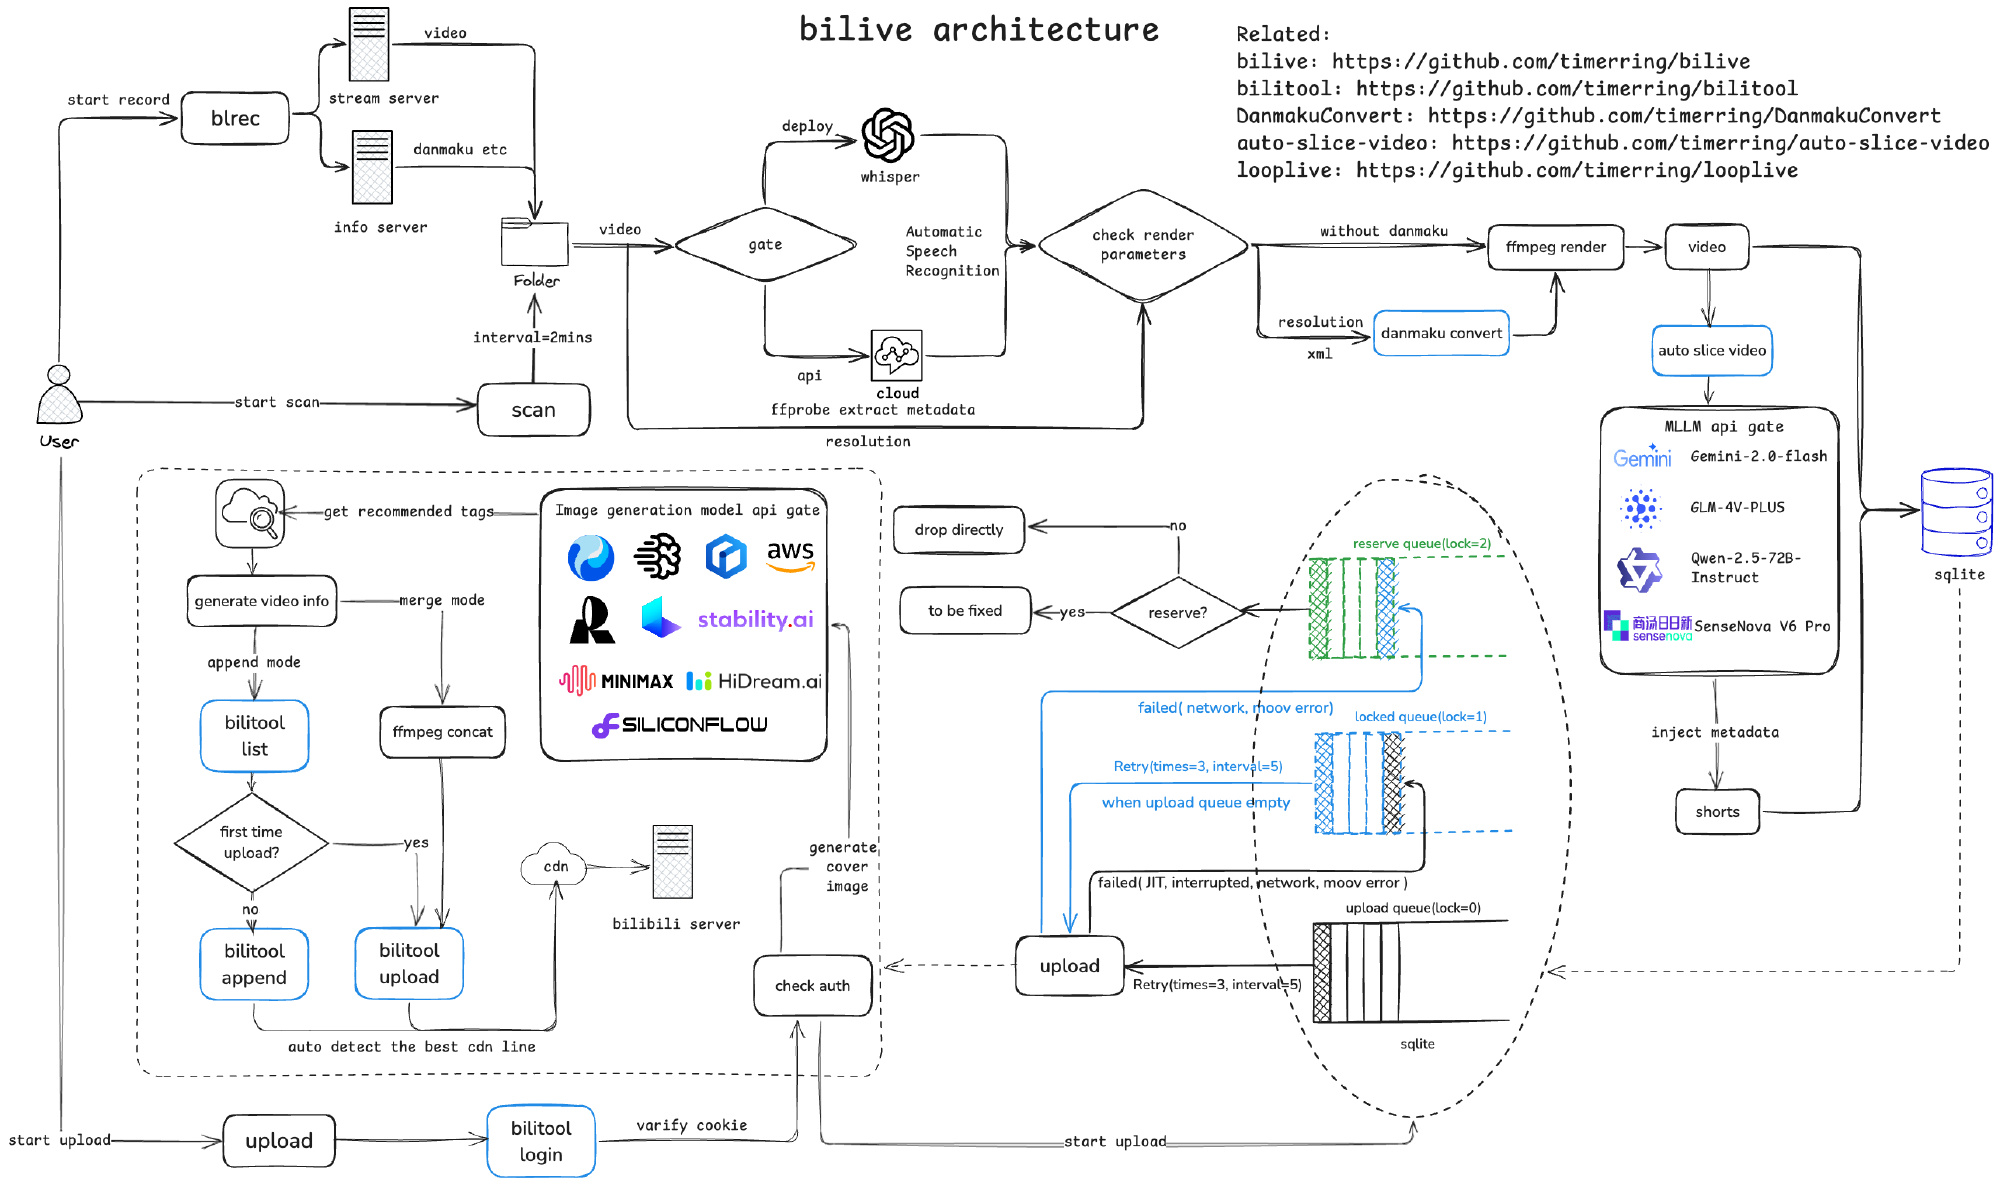 bilive architecture
Related:
bilive: https://github.com/timerring/bilive
bilitool: https://github.com/timerring/bilitool
DanmakuConvert: https://github.com/timerring/DanmakuConvert
auto-slice-video: https://github.com/timerring/auto-slice-video
looplive: https://github.com/timerring/looplive
start record
blrec
video
stream server
danmaku etc
info server
Folder
interval=2mins
User
start scan
scan
video
gate
deploy
whisper
Automatic
Speech
Recognition
api
cloud
ffprobe extract metadata
resolution
check render
parameters
without danmaku
resolution
xml
danmaku convert
ffmpeg render
video
auto slice video
MLLM api gate
Gemini
Gemini-2.0-flash
GLM-4V-PLUS
Qwen-2.5-72B-
Instruct
商汤日日新
sensenova
SenseNova V6 Pro
inject metadata
shorts
sqlite
get recommended tags
Image generation model api gate
aws
stability.ai
MINIMAX
HiDream.ai
SILICONFLOW
generate video info
merge mode
append mode
bilitool
list
ffmpeg concat
first time
upload?
yes
no
bilitool
append
bilitool
upload
cdn
bilibili server
auto detect the best cdn line
generate
cover
image
check auth
drop directly
no
to be fixed
yes
reserve?
reserve queue(lock=2)
failed( network, moov error)
locked queue(lock=1)
Retry(times=3, interval=5)
when upload queue empty
failed( JIT, interrupted, network, moov error )
upload queue(lock=0)
upload
Retry(times=3, interval=5)
sqlite
start upload
upload
bilitool
login
varify cookie
start upload